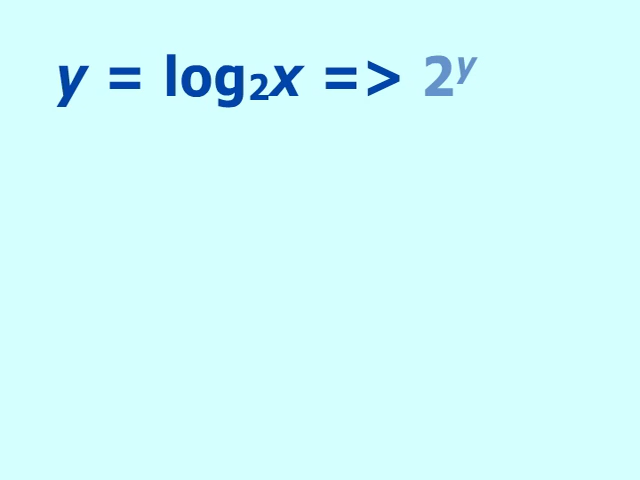 y = log₂x => 2ʸ